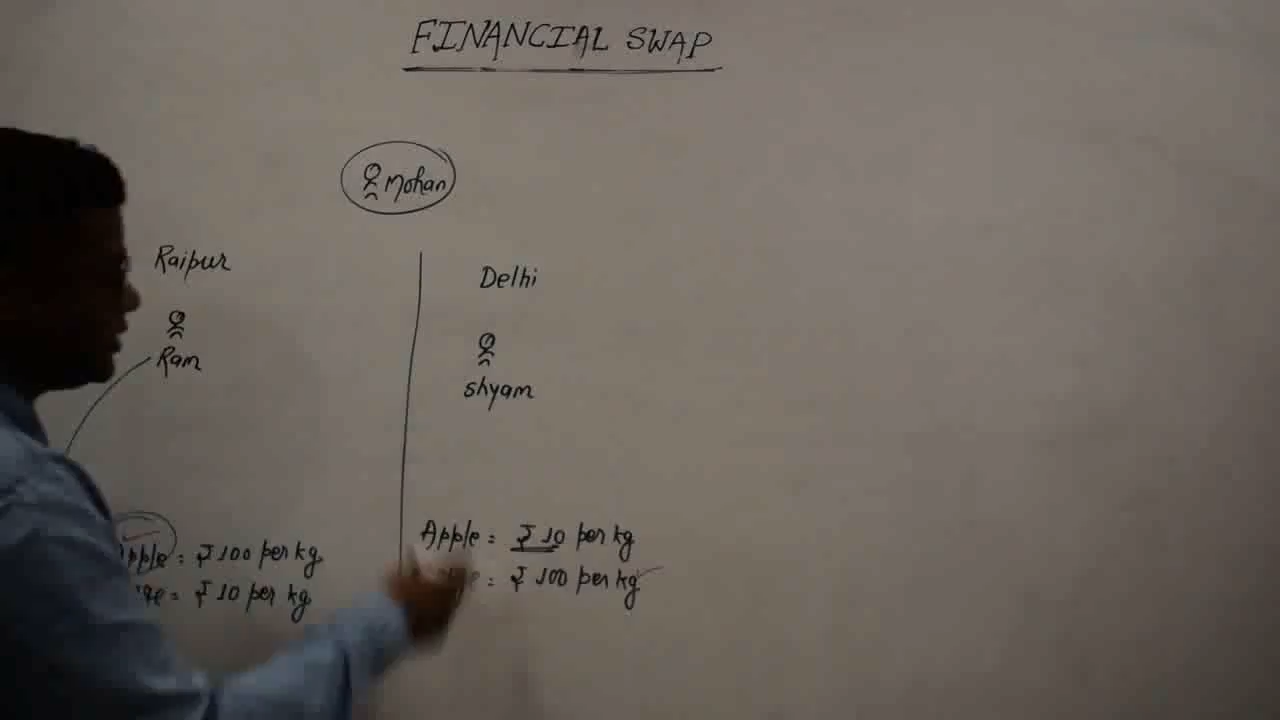 FINANCIAL SWAP
Mohan
Raipur
Ram
Delhi
shyam
Apple = ₹ 100 per kg
= ₹ 10 per kg
Apple = ₹ 10 per kg
= ₹ 100 per kg